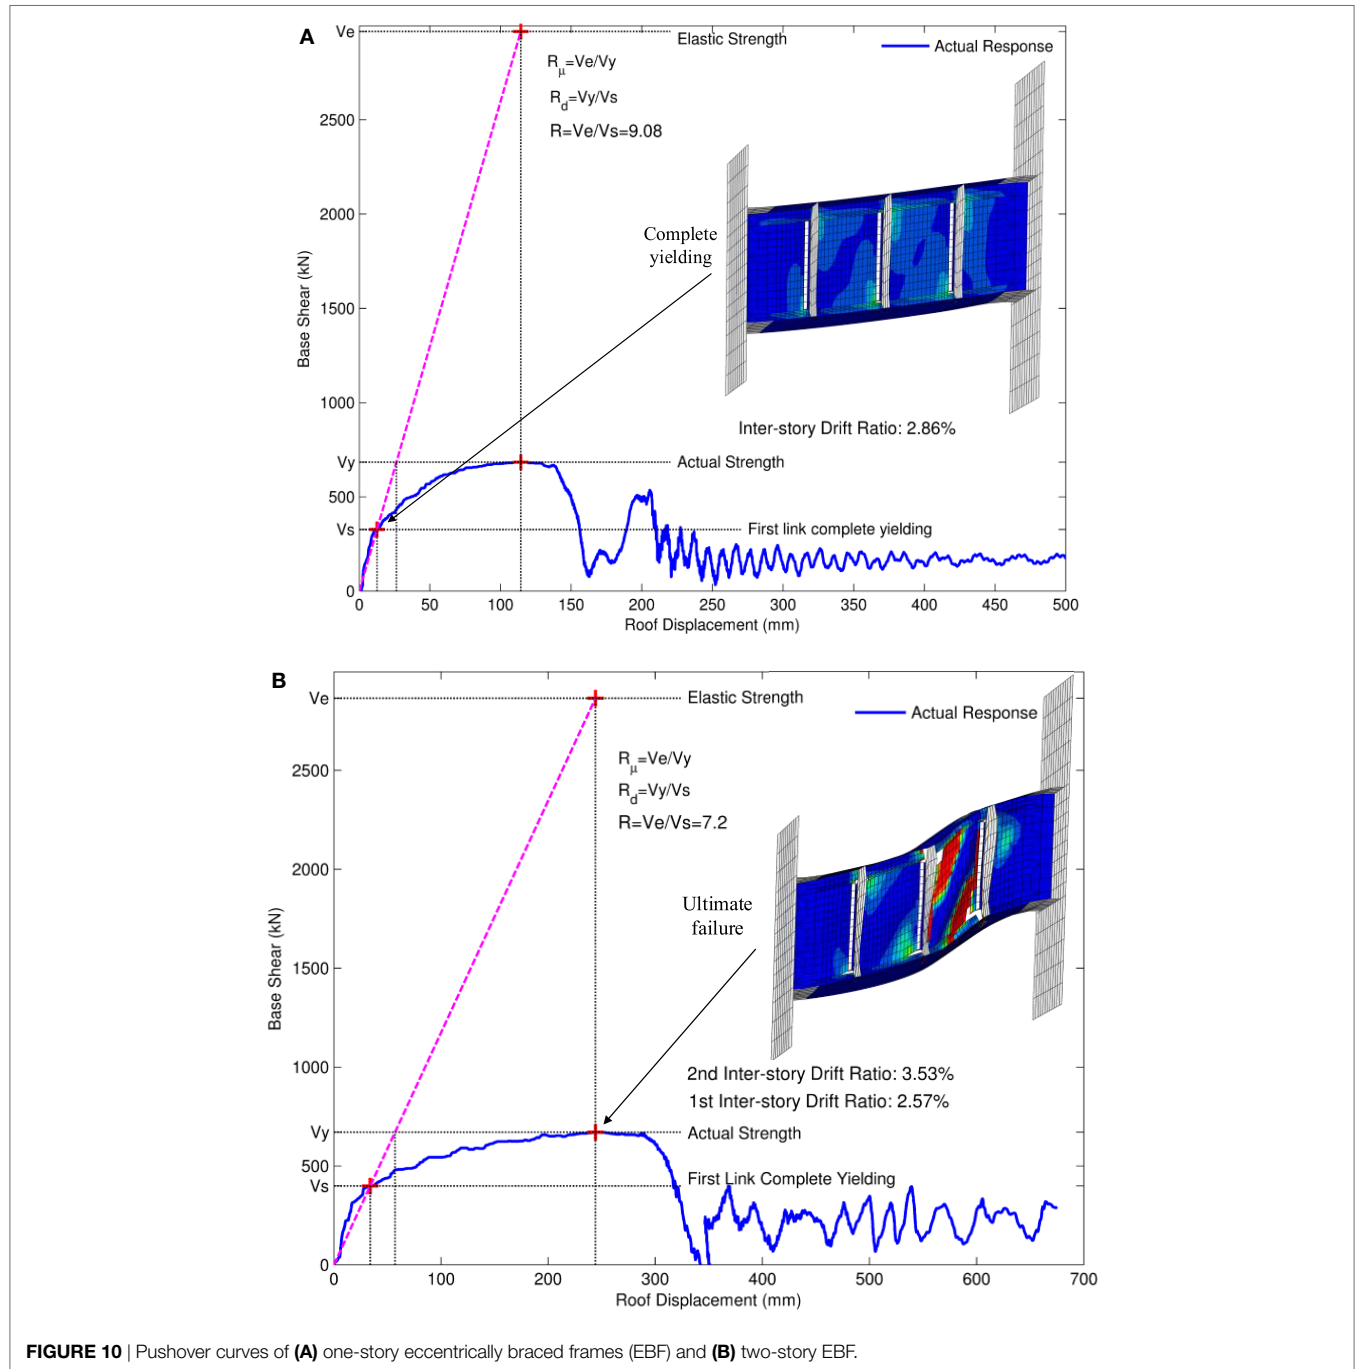 A
Ve
Elastic Strength
Actual Response
Rμ=Ve/Vy
Rd=Vy/Vs
R=Ve/Vs=9.08
2500
2000
Complete
yielding
1500
Base Shear (kN)
1000
Inter-story Drift Ratio: 2.86%
Vy
Actual Strength
500
Vs
First link complete yielding
0
0 50 100 150 200 250 300 350 400 450 500
Roof Displacement (mm)
B
Ve
Elastic Strength
Actual Response
Rμ=Ve/Vy
2500
Rd=Vy/Vs
R=Ve/Vs=7.2
2000
Ultimate
failure
1500
Base Shear (kN)
1000
2nd Inter-story Drift Ratio: 3.53%
1st Inter-story Drift Ratio: 2.57%
Vy
Actual Strength
500
First Link Complete Yielding
Vs
0
0 100 200 300 400 500 600 700
Roof Displacement (mm)
FIGURE 10 | Pushover curves of (A) one-story eccentrically braced frames (EBF) and (B) two-story EBF.